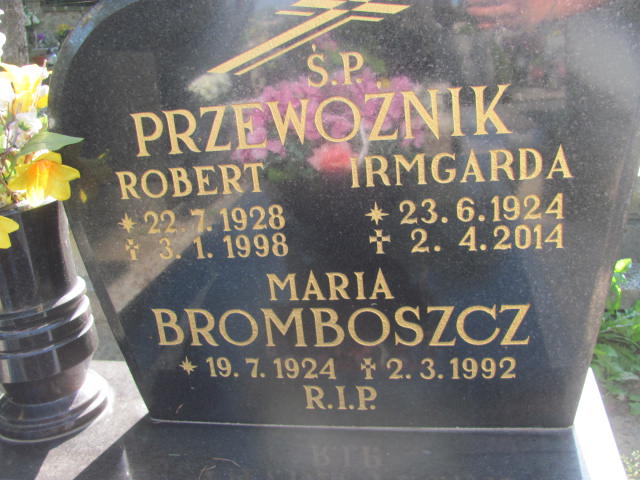 Ś.P.
PRZEWOŹNIK
ROBERT IRMGARDA
* 22.7.1928 * 23.6.1924
✝ 3.1.1998 ✝ 2.4.2014
MARIA
BROMBOSZCZ
* 19.7.1924 ✝ 2.3.1992
R.I.P.